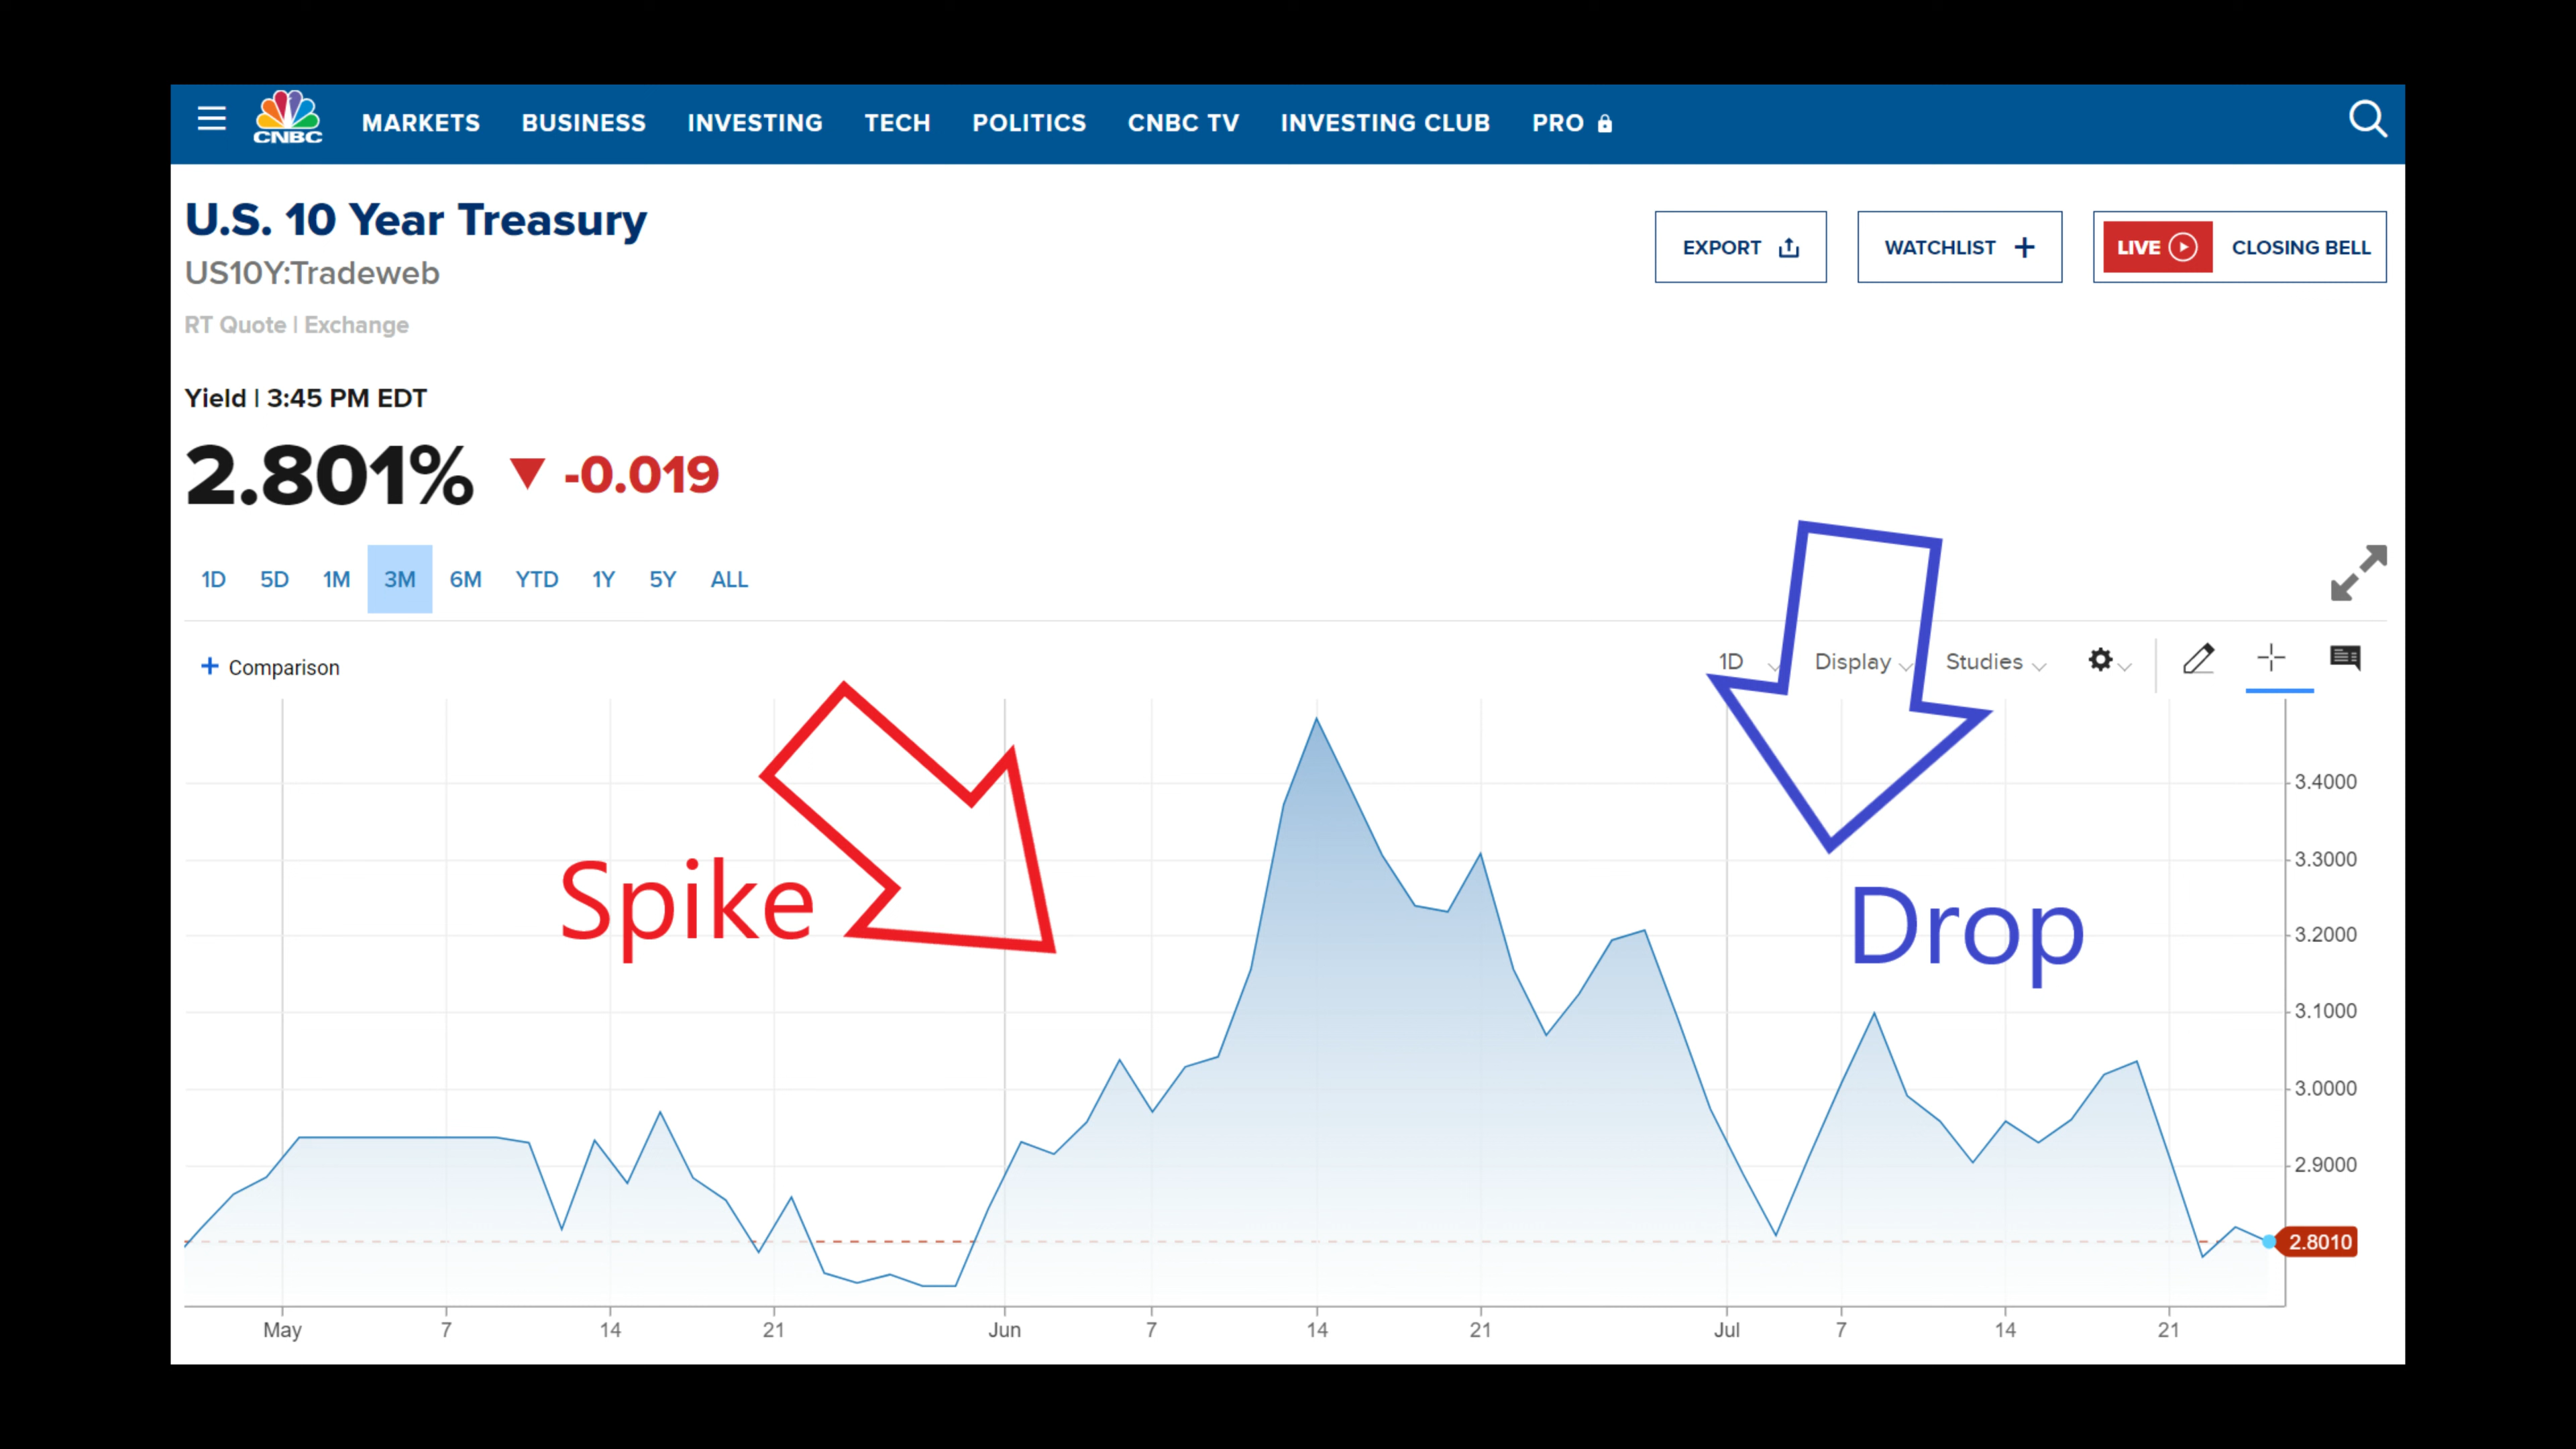 CNBC MARKETS BUSINESS INVESTING TECH POLITICS CNBC TV INVESTING CLUB PRO
U.S. 10 Year Treasury
US10Y:Tradeweb
RT Quote | Exchange
EXPORT WATCHLIST + LIVE CLOSING BELL
Yield | 3:45 PM EDT
2.801% ▼ -0.019
1D 5D 1M 3M 6M YTD 1Y 5Y ALL
+ Comparison
1D Display Studies
3.4000
3.3000
Spike
Drop
3.2000
3.1000
3.0000
2.9000
2.8010
May 7 14 21 Jun 7 14 21 Jul 7 14 21